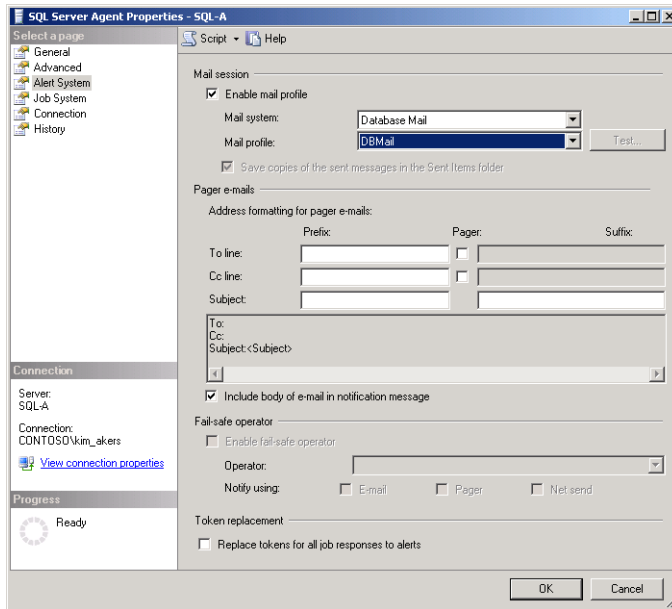 SQL Server Agent Properties - SQL-A
Select a page
General
Advanced
Alert System
Job System
Connection
History
Script Help
Mail session
Enable mail profile
Mail system: Database Mail
Mail profile: DBMail Test...
Save copies of the sent messages in the Sent Items folder
Pager e-mails
Address formatting for pager e-mails:
Prefix: Pager: Suffix:
To line:
Cc line:
Subject:
To:
Cc:
Subject:<Subject>
Include body of e-mail in notification message
Fail-safe operator
Enable fail-safe operator
Operator:
Notify using: E-mail Pager Net send
Token replacement
Replace tokens for all job responses to alerts
Connection
Server:
SQL-A
Connection:
CONTOSO\kim_akers
View connection properties
Progress
Ready
OK Cancel